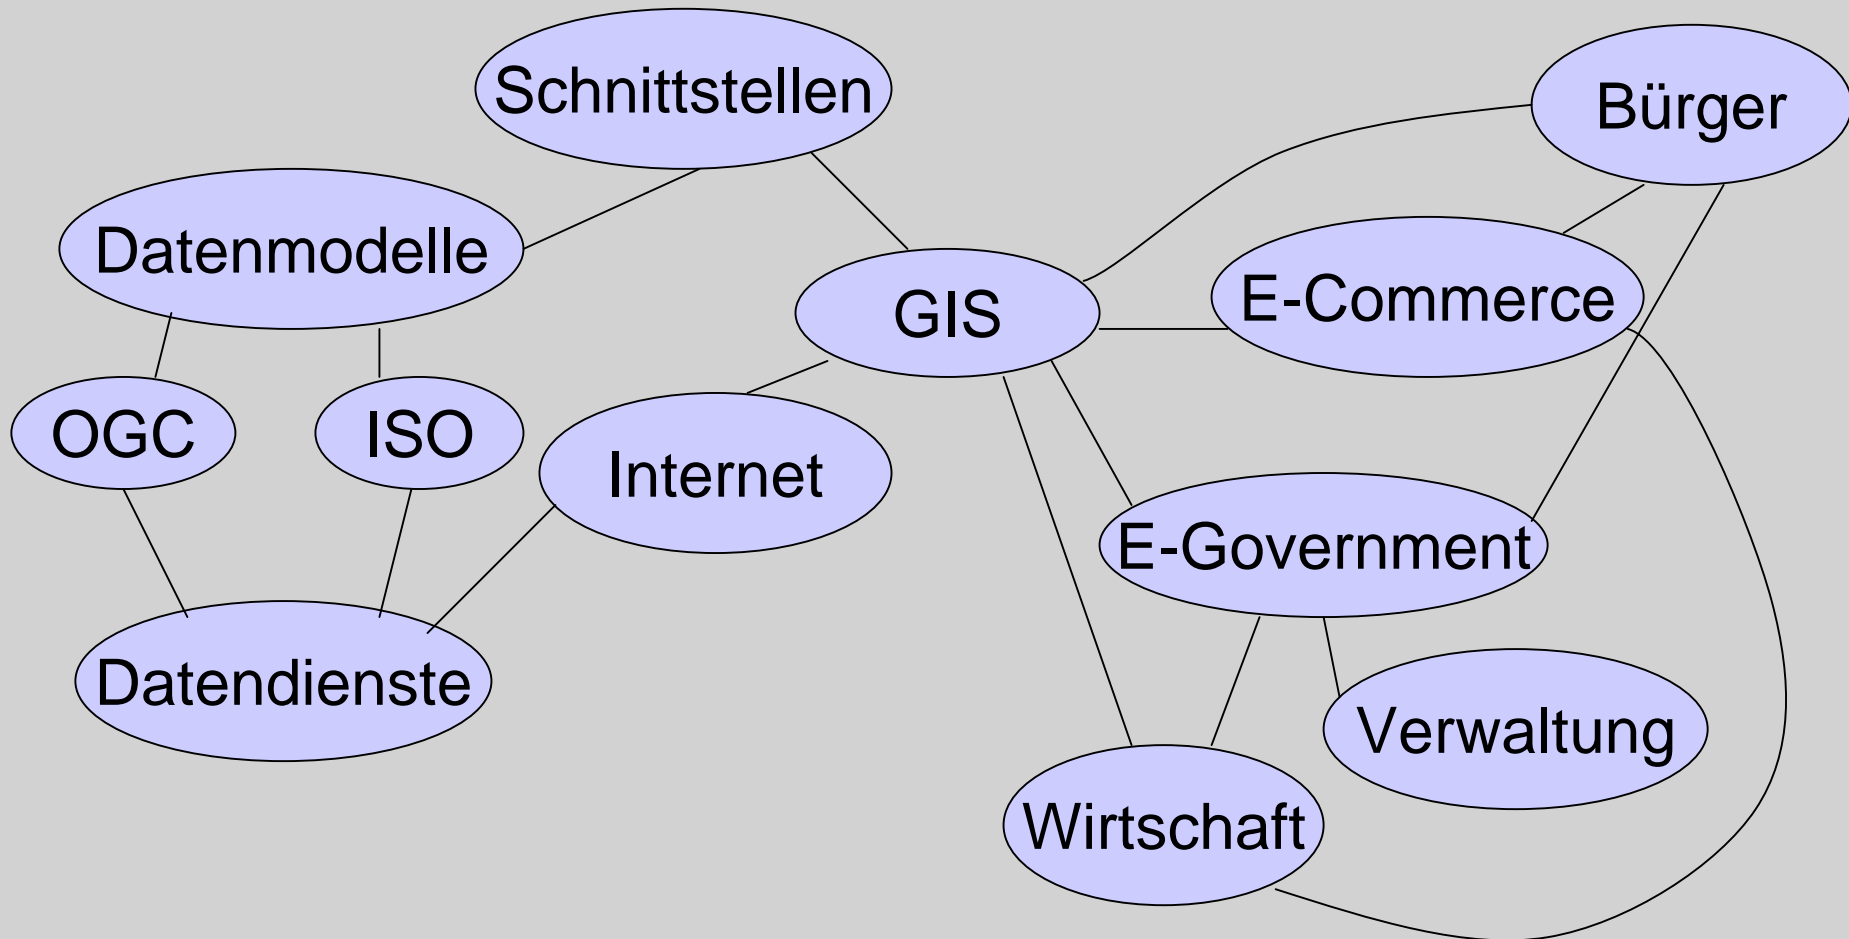 Schnittstellen
Bürger
Datenmodelle
E-Commerce
GIS
OGC
ISO
Internet
E-Government
Datendienste
Verwaltung
Wirtschaft